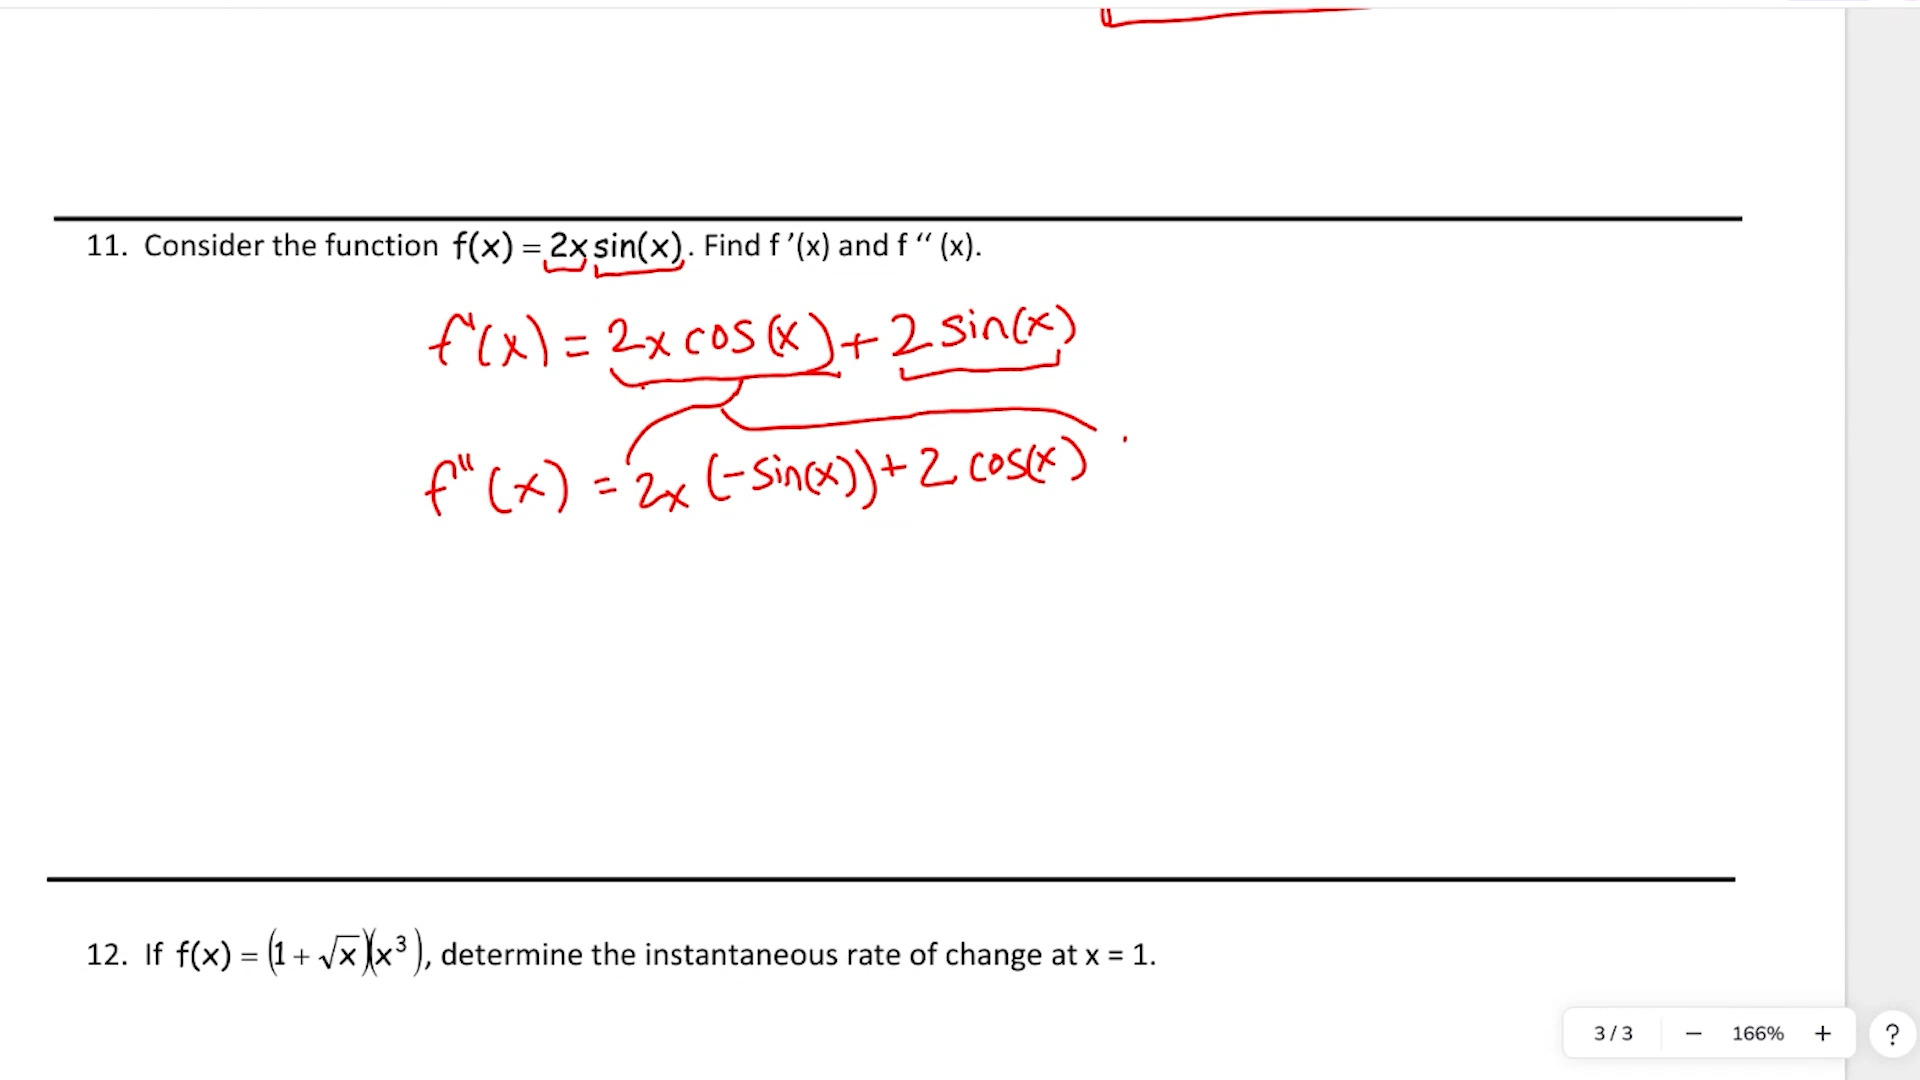 11. Consider the function f(x) = 2x sin(x). Find f ′(x) and f ‘‘ (x).
f'(x) = 2x cos(x) + 2 sin(x)
f"(x) = 2x (-sin(x)) + 2 cos(x)
12. If f(x) = (1 + √x)(x³), determine the instantaneous rate of change at x = 1.
3 / 3 − 166% + ?